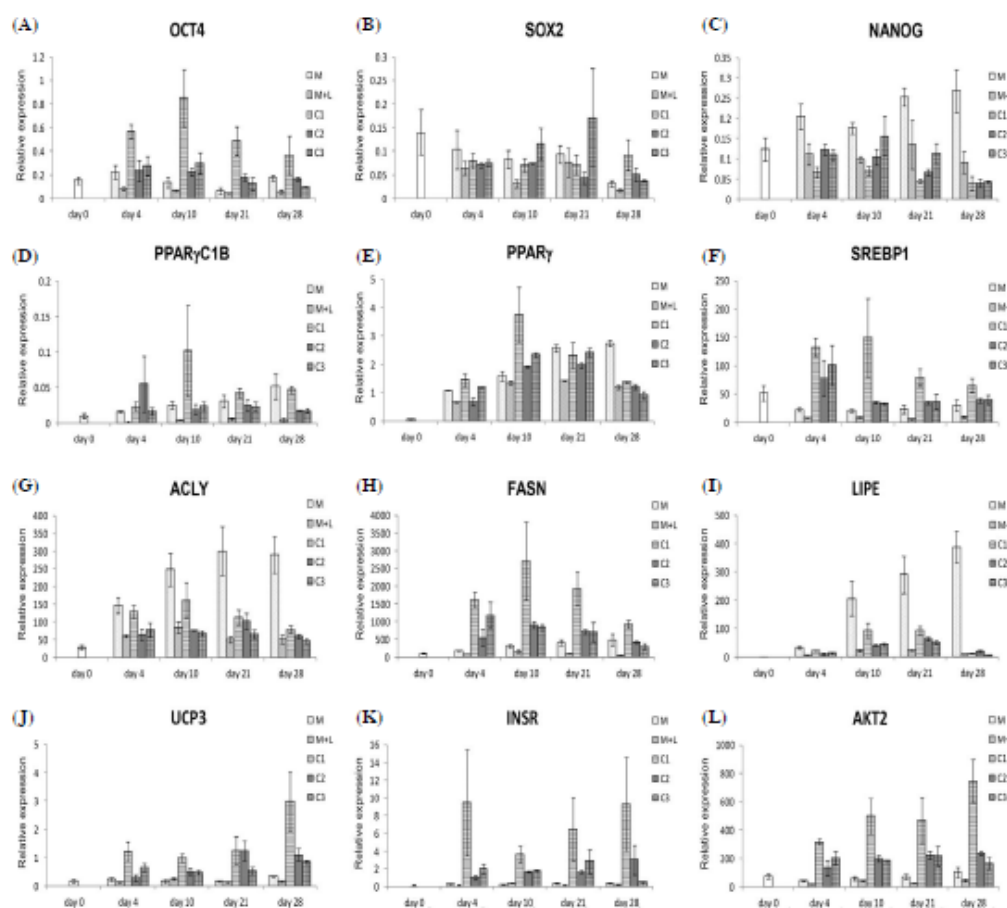 (A) OCT4
Relative expression
1.2
1
0.8
0.6
0.4
0.2
0
day 0 day 4 day 10 day 21 day 28
M
M+L
C1
C2
C3
(B) SOX2
Relative expression
0.3
0.25
0.2
0.15
0.1
0.05
0
day 0 day 4 day 10 day 21 day 28
M
M+L
C1
C2
C3
(C) NANOG
Relative expression
0.35
0.3
0.25
0.2
0.15
0.1
0.05
0
day 0 day 4 day 10 day 21 day 28
M
M+
C1
C2
C3
(D) PPARγC1B
Relative expression
0.2
0.15
0.1
0.05
0
day 0 day 4 day 10 day 21 day 28
M
M+L
C1
C2
C3
(E) PPARγ
Relative expression
5
4
3
2
1
0
day 0 day 4 day 10 day 21 day 28
M
M+L
C1
C2
C3
(F) SREBP1
Relative expression
250
200
150
100
50
0
day 0 day 4 day 10 day 21 day 28
M
M+
C1
C2
C3
(G) ACLY
Relative expression
400
350
300
250
200
150
100
50
0
day 0 day 4 day 10 day 21 day 28
M
M+L
C1
C2
C3
(H) FASN
Relative expression
4000
3500
3000
2500
2000
1500
1000
500
0
day 0 day 4 day 10 day 21 day 28
M
M+L
C1
C2
C3
(I) LIPE
Relative expression
500
400
300
200
100
0
day 0 day 4 day 10 day 21 day 28
M
M+
C1
C2
C3
(J) UCP3
Relative expression
5
4
3
2
1
0
day 0 day 4 day 10 day 21 day 28
M
M+L
C1
C2
C3
(K) INSR
Relative expression
16
14
12
10
8
6
4
2
0
day 0 day 4 day 10 day 21 day 28
M
M+L
C1
C2
C3
(L) AKT2
Relative expression
1000
800
600
400
200
0
day 0 day 4 day 10 day 21 day 28
M
M+
C1
C2
C3